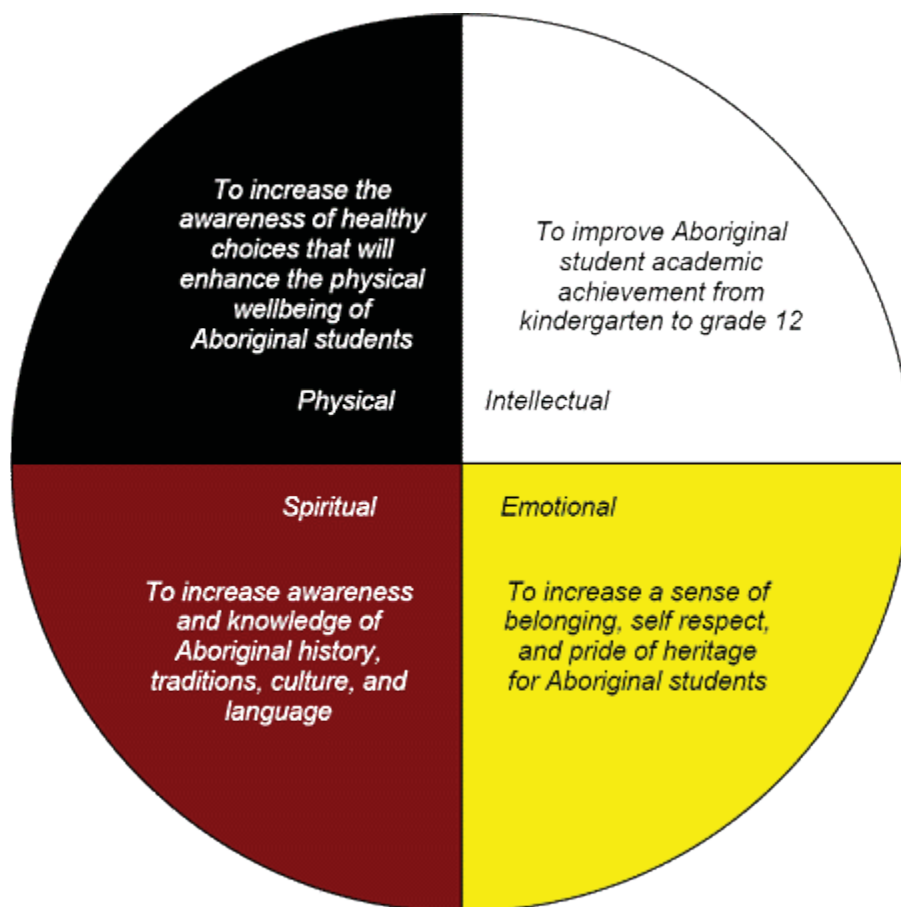 To increase the
awareness of healthy
choices that will
enhance the physical
wellbeing of
Aboriginal students
Physical
To improve Aboriginal
student academic
achievement from
kindergarten to grade 12
Intellectual
Spiritual
To increase awareness
and knowledge of
Aboriginal history,
traditions, culture, and
language
Emotional
To increase a sense of
belonging, self respect,
and pride of heritage
for Aboriginal students